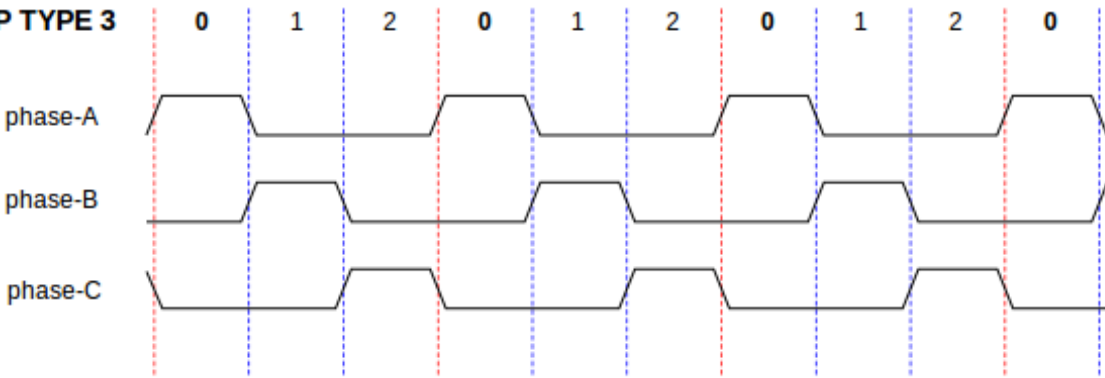 P TYPE 3 0 1 2 0 1 2 0 1 2 0
phase-A
phase-B
phase-C